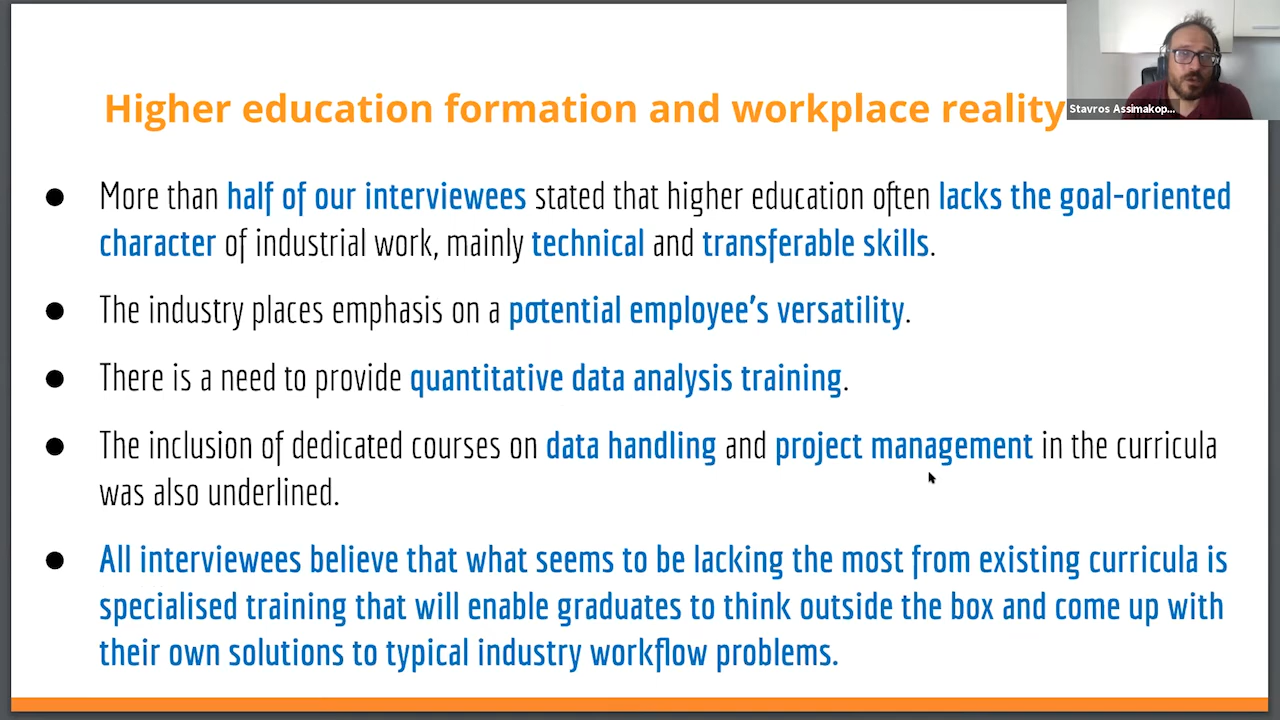 Higher education formation and workplace reality
Stavros Assimakop...
● More than half of our interviewees stated that higher education often lacks the goal-oriented
character of industrial work, mainly technical and transferable skills.
● The industry places emphasis on a potential employee's versatility.
● There is a need to provide quantitative data analysis training.
● The inclusion of dedicated courses on data handling and project management in the curricula
was also underlined.
● All interviewees believe that what seems to be lacking the most from existing curricula is
specialised training that will enable graduates to think outside the box and come up with
their own solutions to typical industry workflow problems.